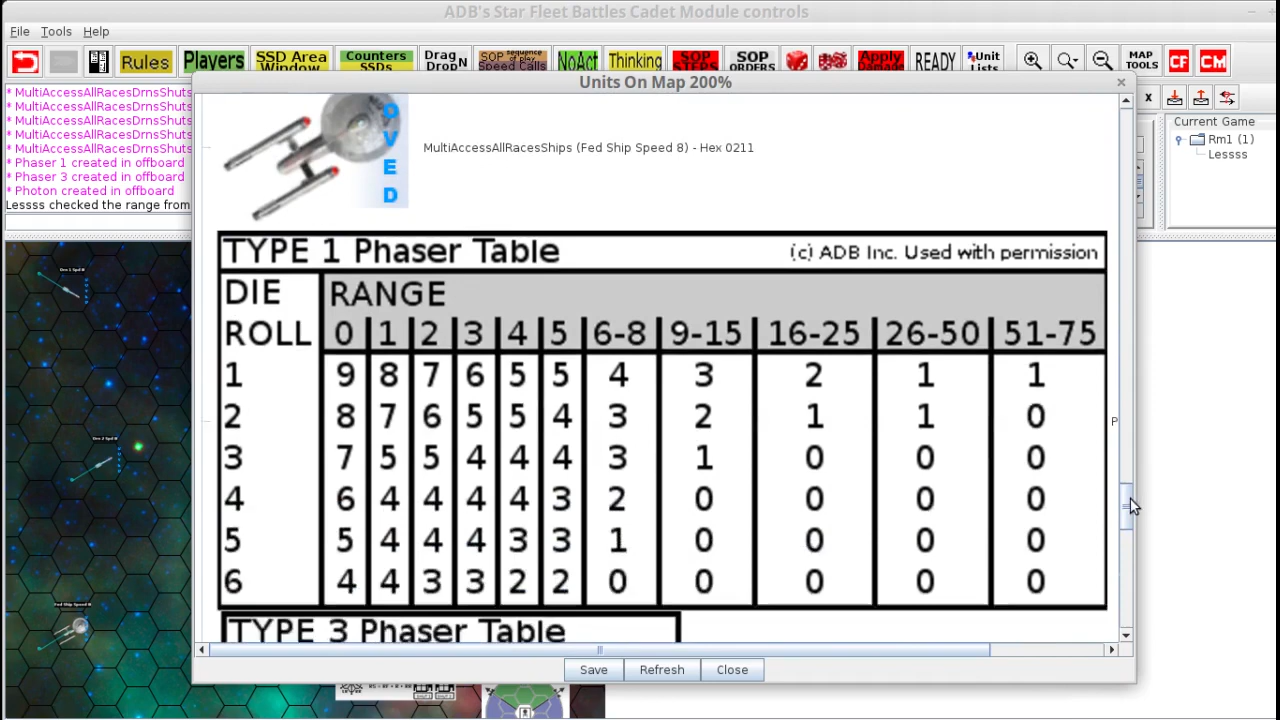 ADB's Star Fleet Battles Cadet Module controls
File Tools Help
Rules
Players
SSD Area
Window
Counters
SSDs
Drag
DropN
SOP sequence of play
Speed Calls
NoAct
Thinking
SOP
STEPS
SOP
ORDERS
Apply
Damage
READY
Unit
Lists
MAP
TOOLS
CF
CM
Units On Map 200%
* MultiAccessAllRacesDrnsShuts
* MultiAccessAllRacesDrnsShuts
* MultiAccessAllRacesDrnsShuts
* MultiAccessAllRacesDrnsShuts
* MultiAccessAllRacesDrnsShuts
* Phaser 1 created in offboard
* Phaser 3 created in offboard
* Photon created in offboard
Lessss checked the range from
x
Current Game
Rm1 (1)
Lessss
O
V
E
D
MultiAccessAllRacesShips (Fed Ship Speed 8) - Hex 0211
TYPE 1 Phaser Table (c) ADB Inc. Used with permission
DIE RANGE
ROLL 0 1 2 3 4 5 6-8 9-15 16-25 26-50 51-75
1 9 8 7 6 5 5 4 3 2 1 1
2 8 7 6 5 5 4 3 2 1 1 0
3 7 5 5 4 4 4 3 1 0 0 0
4 6 4 4 4 4 3 2 0 0 0 0
5 5 4 4 4 3 3 1 0 0 0 0
6 4 4 3 3 2 2 0 0 0 0 0
TYPE 3 Phaser Table
P
Save Refresh Close